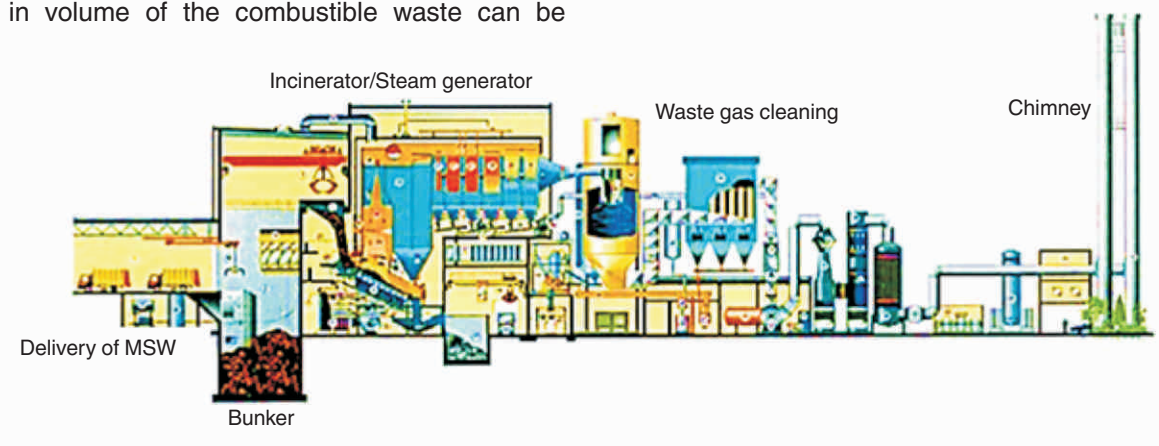 in volume of the combustible waste can be
Incinerator/Steam generator
Waste gas cleaning
Chimney
Delivery of MSW
Bunker